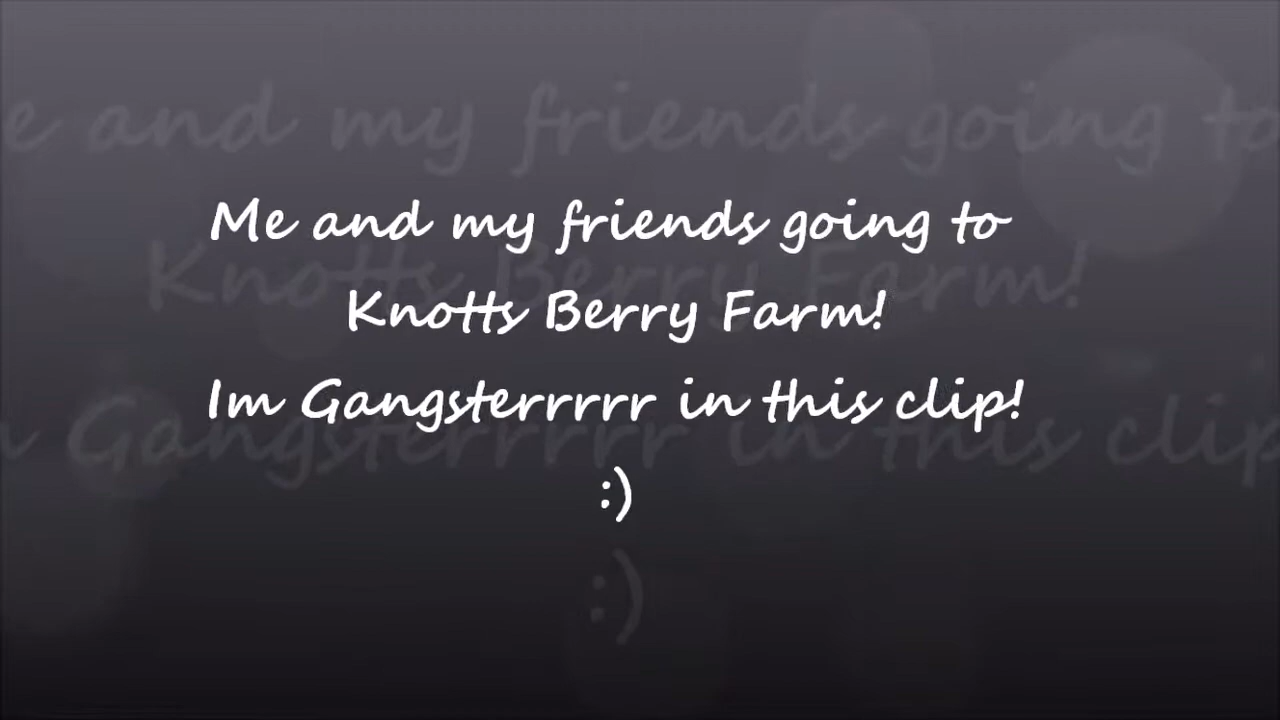 Me and my friends going to
Knotts Berry Farm!
Im Gangsterrrrr in this clip!
:)